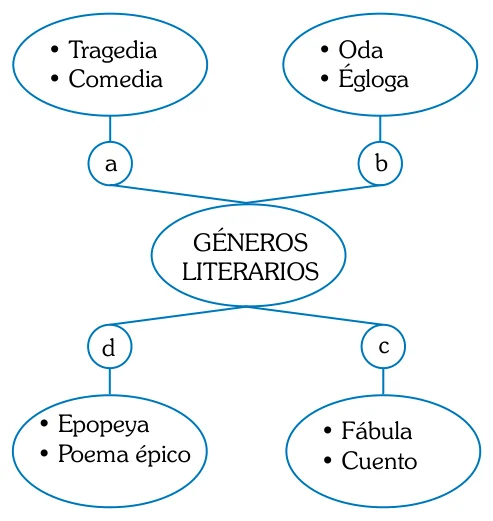 • Tragedia
• Comedia
• Oda
• Égloga
a
b
GÉNEROS
LITERARIOS
d
c
• Epopeya
• Poema épico
• Fábula
• Cuento